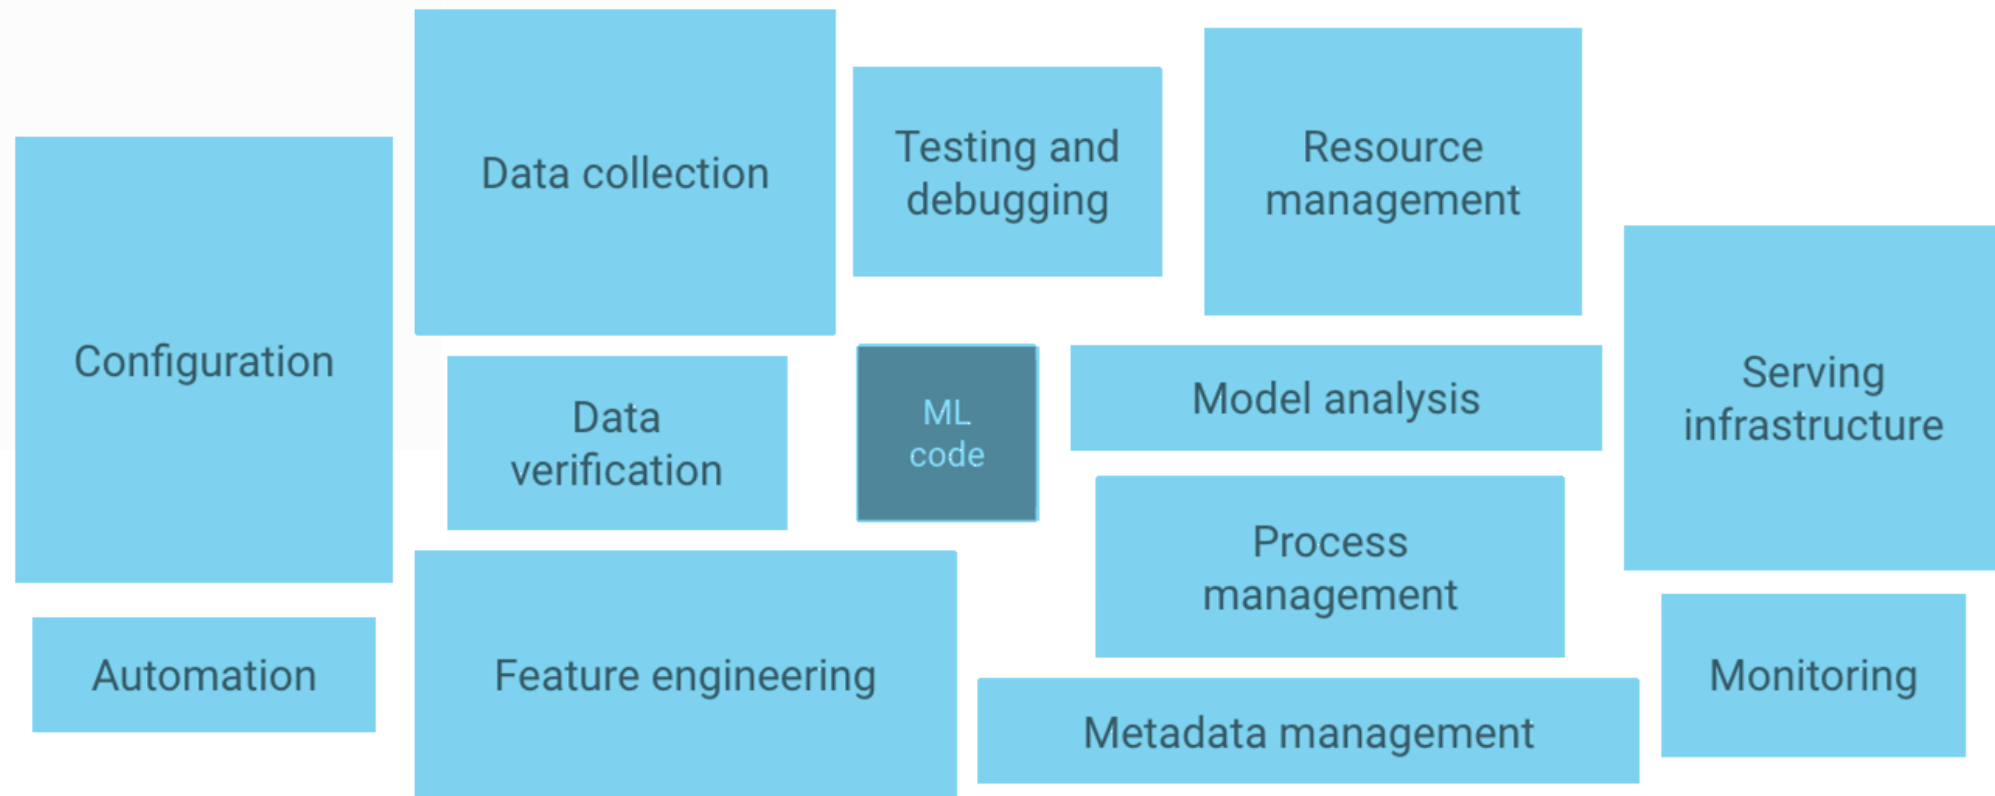 Configuration
Automation
Data collection
Data
verification
Feature engineering
Testing and
debugging
ML
code
Resource
management
Model analysis
Process
management
Metadata management
Serving
infrastructure
Monitoring